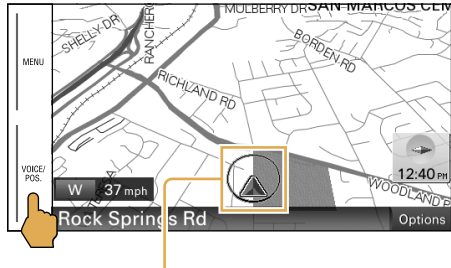 MULBERRY DR
SAN MARCOS CEM
SHELLY DR
RANCHERO
BORDEN RD
MENU
RICHLAND RD
VOICE/
POS.
12:40 PM
W 37 mph
WOODLAND P
Rock Springs Rd
Options